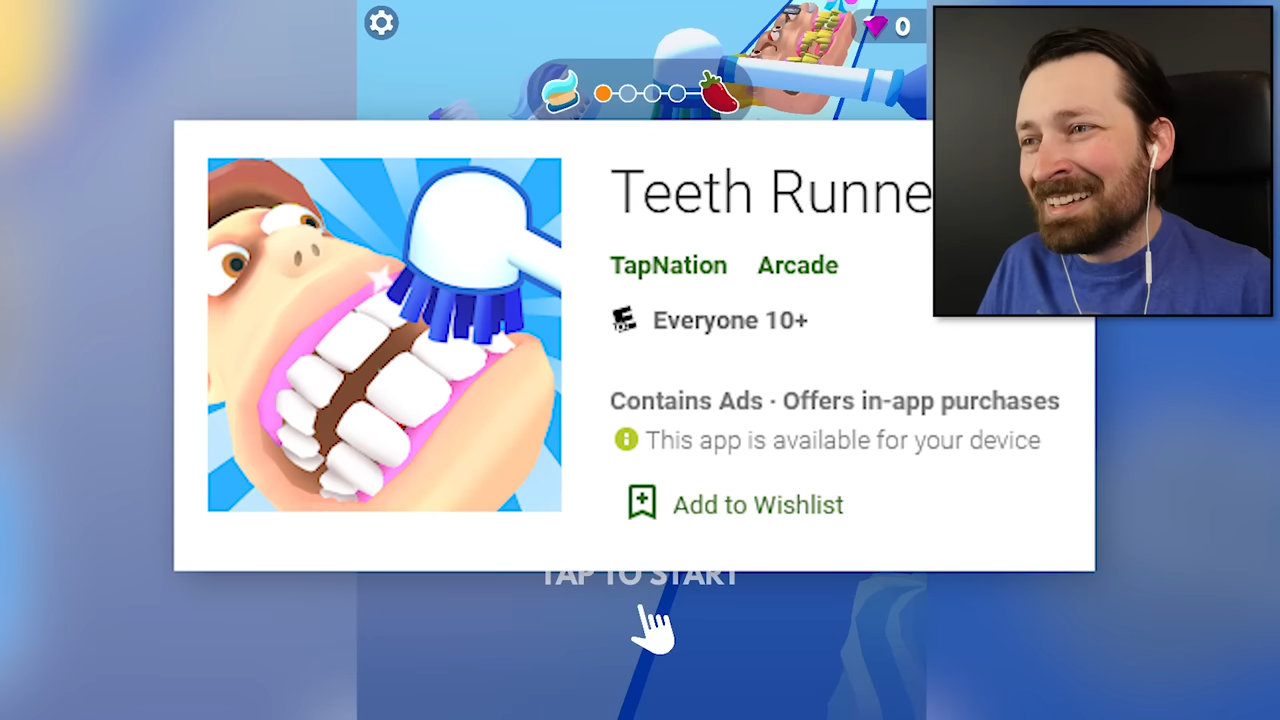 0
Teeth Runne
TapNation Arcade
Everyone 10+
Contains Ads · Offers in-app purchases
This app is available for your device
Add to Wishlist
TAP TO START